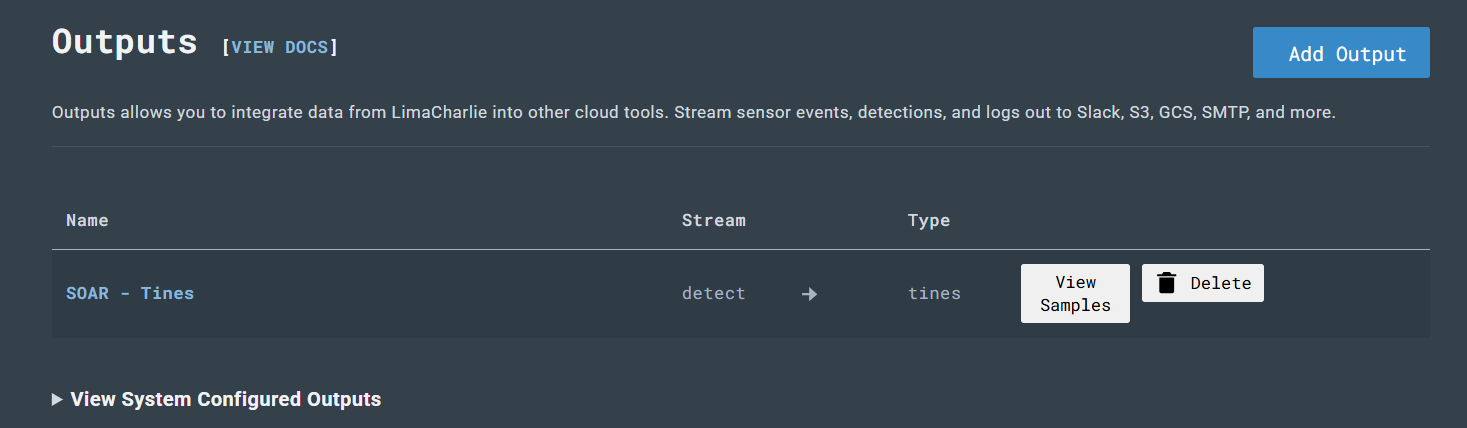 Outputs [VIEW DOCS]
Add Output
Outputs allows you to integrate data from LimaCharlie into other cloud tools. Stream sensor events, detections, and logs out to Slack, S3, GCS, SMTP, and more.
Name Stream Type
SOAR - Tines detect → tines View Samples Delete
▶ View System Configured Outputs